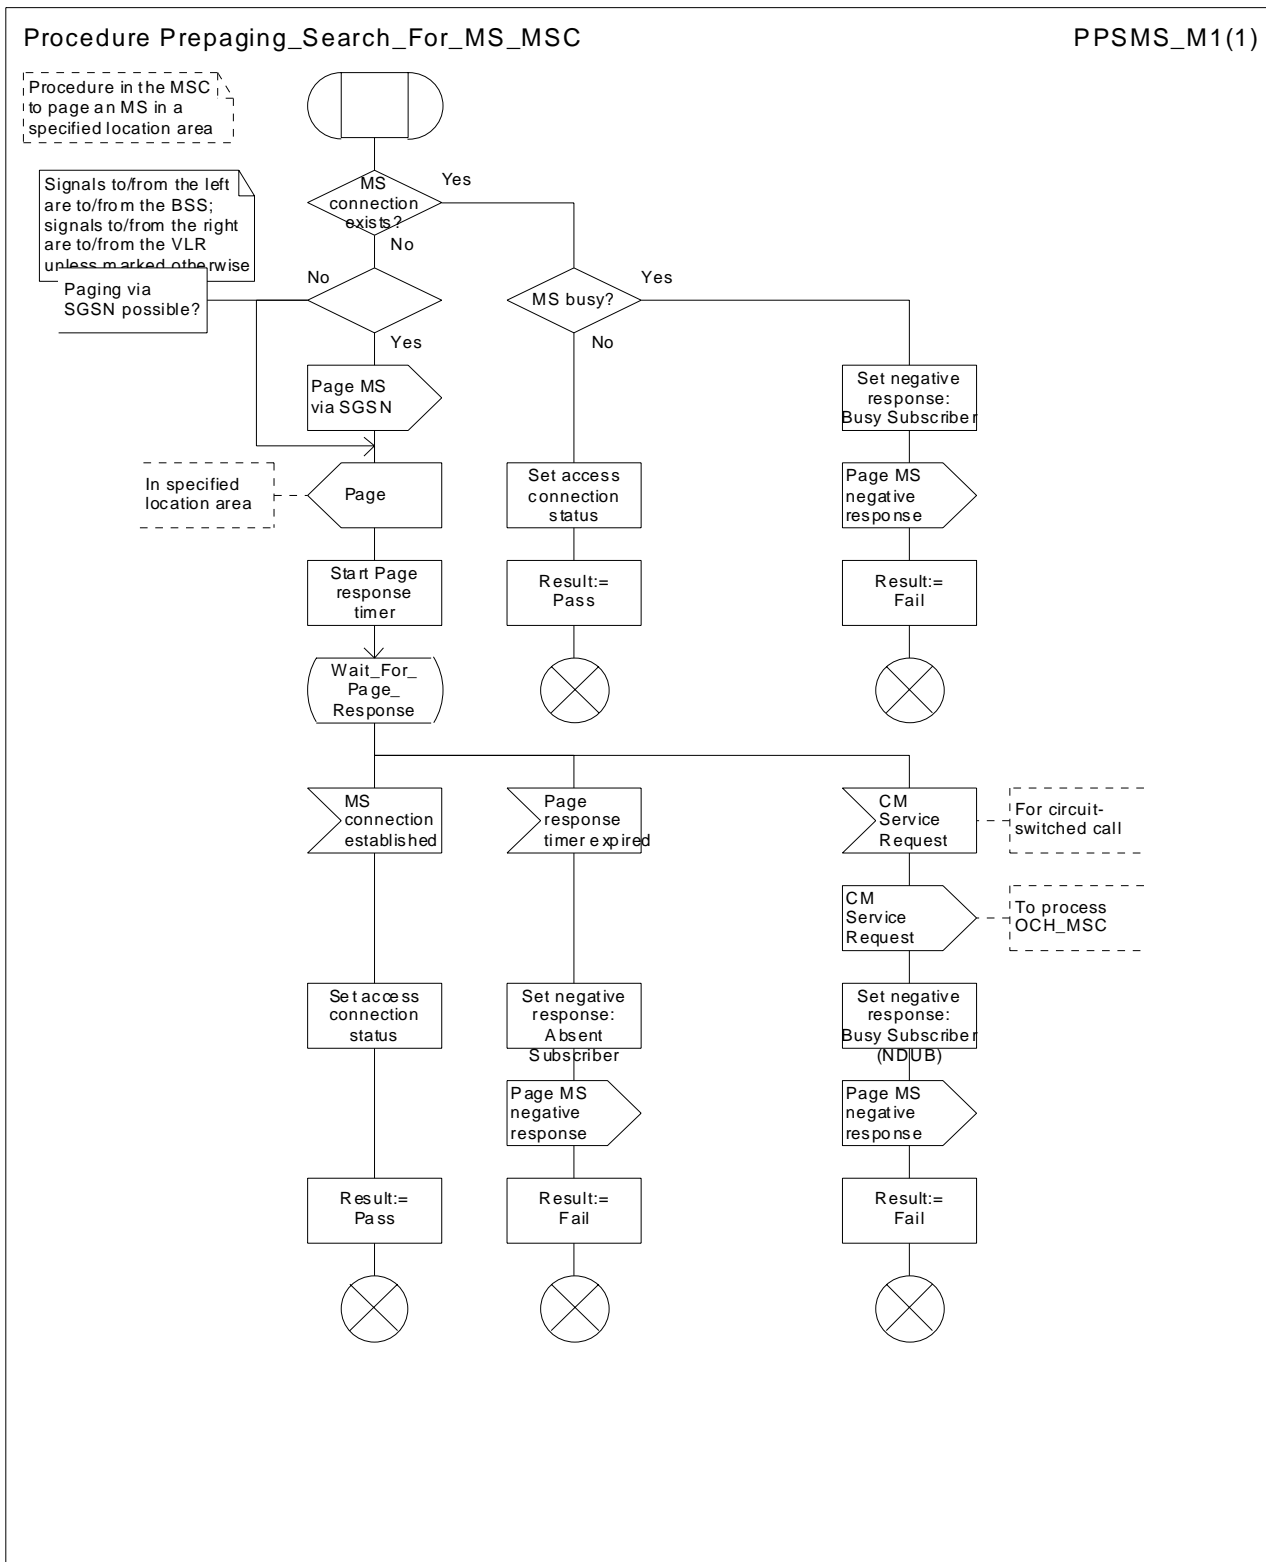 Procedure Prepaging_Search_For_MS_MSC
PPSMS_M1(1)
Procedure in the MSC
to page an MS in a
specified location area
Signals to/from the left
are to/from the BSS;
signals to/from the right
are to/from the VLR
unless marked otherwise
MS
connection
exists?
Yes
No
Paging via
SGSN possible?
No
Yes
MS busy?
Yes
No
Page MS
via SGSN
Set negative
response:
Busy Subscriber
In specified
location area
Page
Set access
connection
status
Page MS
negative
response
Start Page
response
timer
Result:=
Pass
Result:=
Fail
Wait_For_
Page_
Response
MS
connection
established
Page
response
timer expired
CM
Service
Request
For circuit-
switched call
CM
Service
Request
To process
OCH_MSC
Set access
connection
status
Set negative
response:
Absent
Subscriber
Set negative
response:
Busy Subscriber
(NDUB)
Page MS
negative
response
Page MS
negative
response
Result:=
Pass
Result:=
Fail
Result:=
Fail